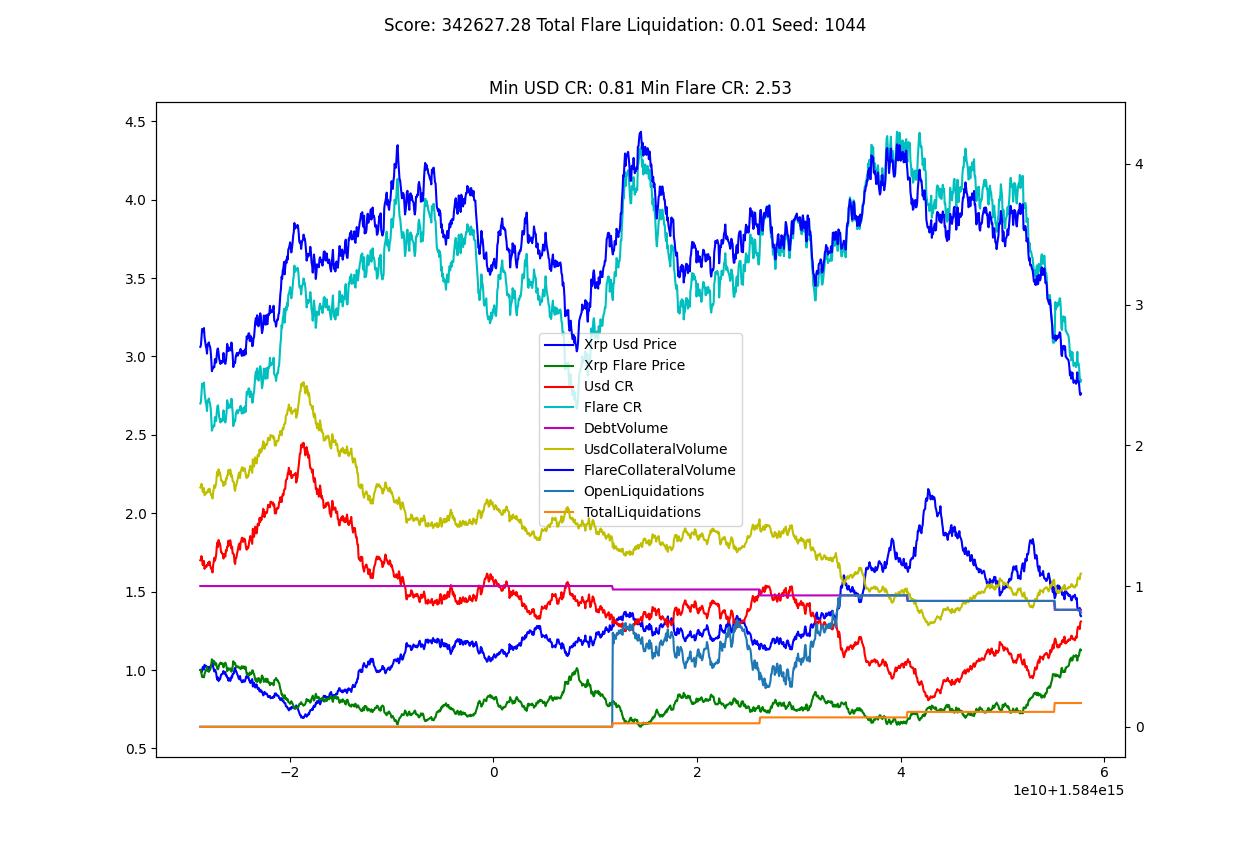 Score: 342627.28 Total Flare Liquidation: 0.01 Seed: 1044
Min USD CR: 0.81 Min Flare CR: 2.53
4.5
4.0
3.5
3.0
2.5
2.0
1.5
1.0
0.5
4
3
2
1
0
Xrp Usd Price
Xrp Flare Price
Usd CR
Flare CR
DebtVolume
UsdCollateralVolume
FlareCollateralVolume
OpenLiquidations
TotalLiquidations
−2 0 2 4 6
1e10+1.584e15